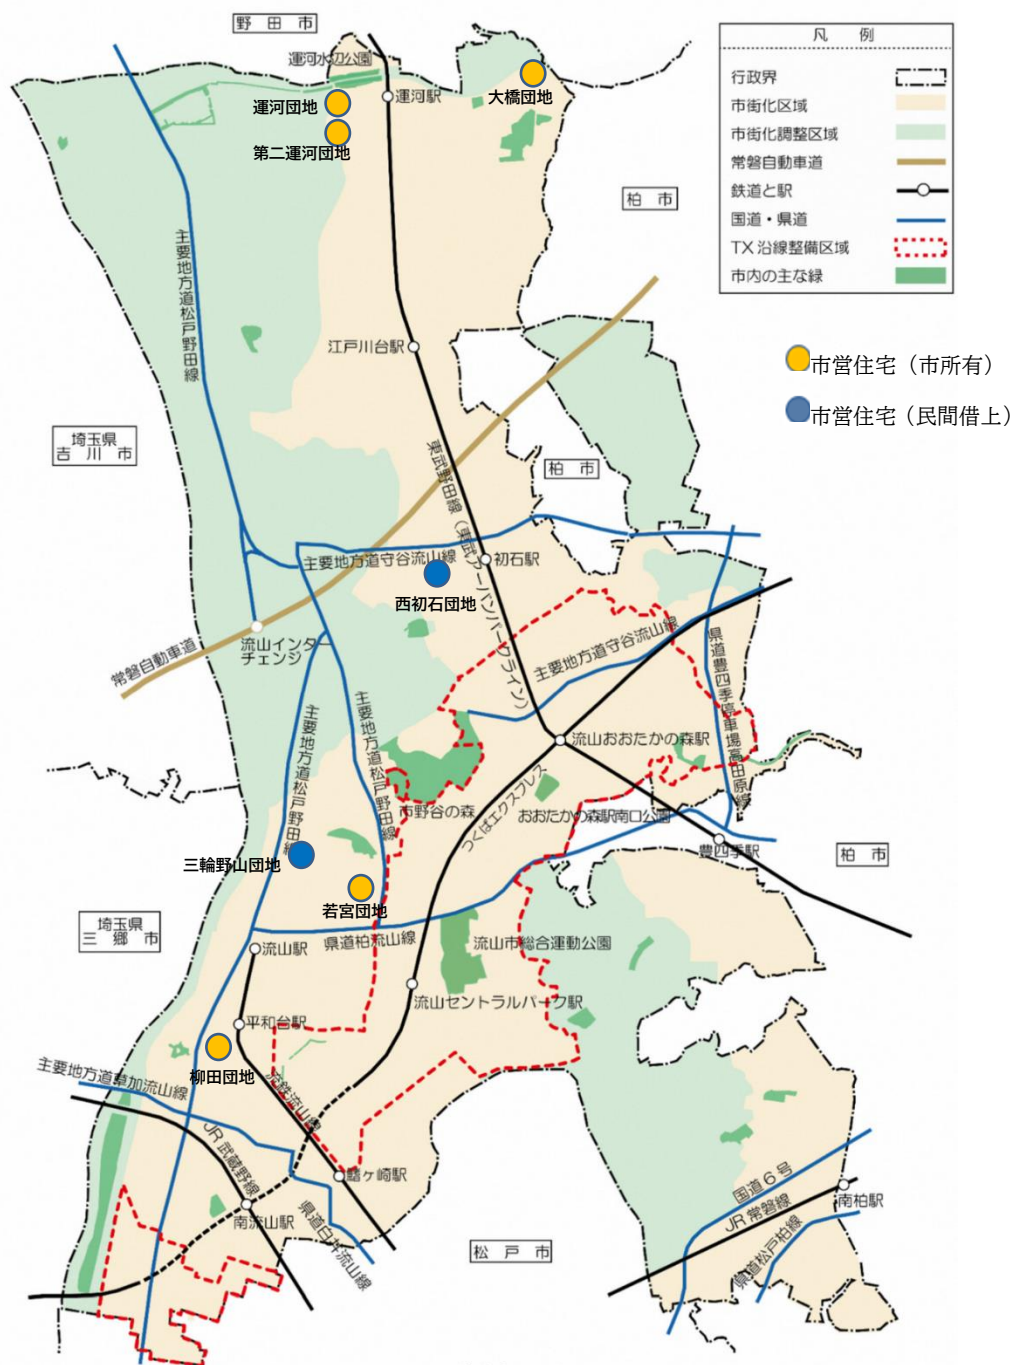 野田市
凡例
行政界
市街化区域
市街化調整区域
常磐自動車道
鉄道と駅
国道・県道
TX沿線整備区域
市内の主な緑
市営住宅（市所有）
市営住宅（民間借上）
運河水辺公園
運河駅
大橋団地
運河団地
第二運河団地
柏市
主要地方道松戸野田線
江戸川台駅
埼玉県
吉川市
東武野田線（東武アーバンパークライン）
柏市
主要地方道守谷流山線
初石駅
西初石団地
流山インター
チェンジ
常磐自動車道
主要地方道守谷流山線
県道豊四季停車場高田原線
主要地方道松戸野田線
主要地方道松戸野田線
流山おおたかの森駅
市野谷の森
つくばエクスプレス
おおたかの森駅南口公園
豊四季駅
柏市
三輪野山団地
若宮団地
埼玉県
三郷市
流山駅
県道柏流山線
流山市総合運動公園
流山セントラルパーク駅
平和台駅
柳田団地
主要地方道草加流山線
流鉄流山線
JR武蔵野線
鰭ヶ崎駅
国道6号
南柏駅
JR常磐線
南流山駅
県道白井流山線
県道松戸柏線
松戸市